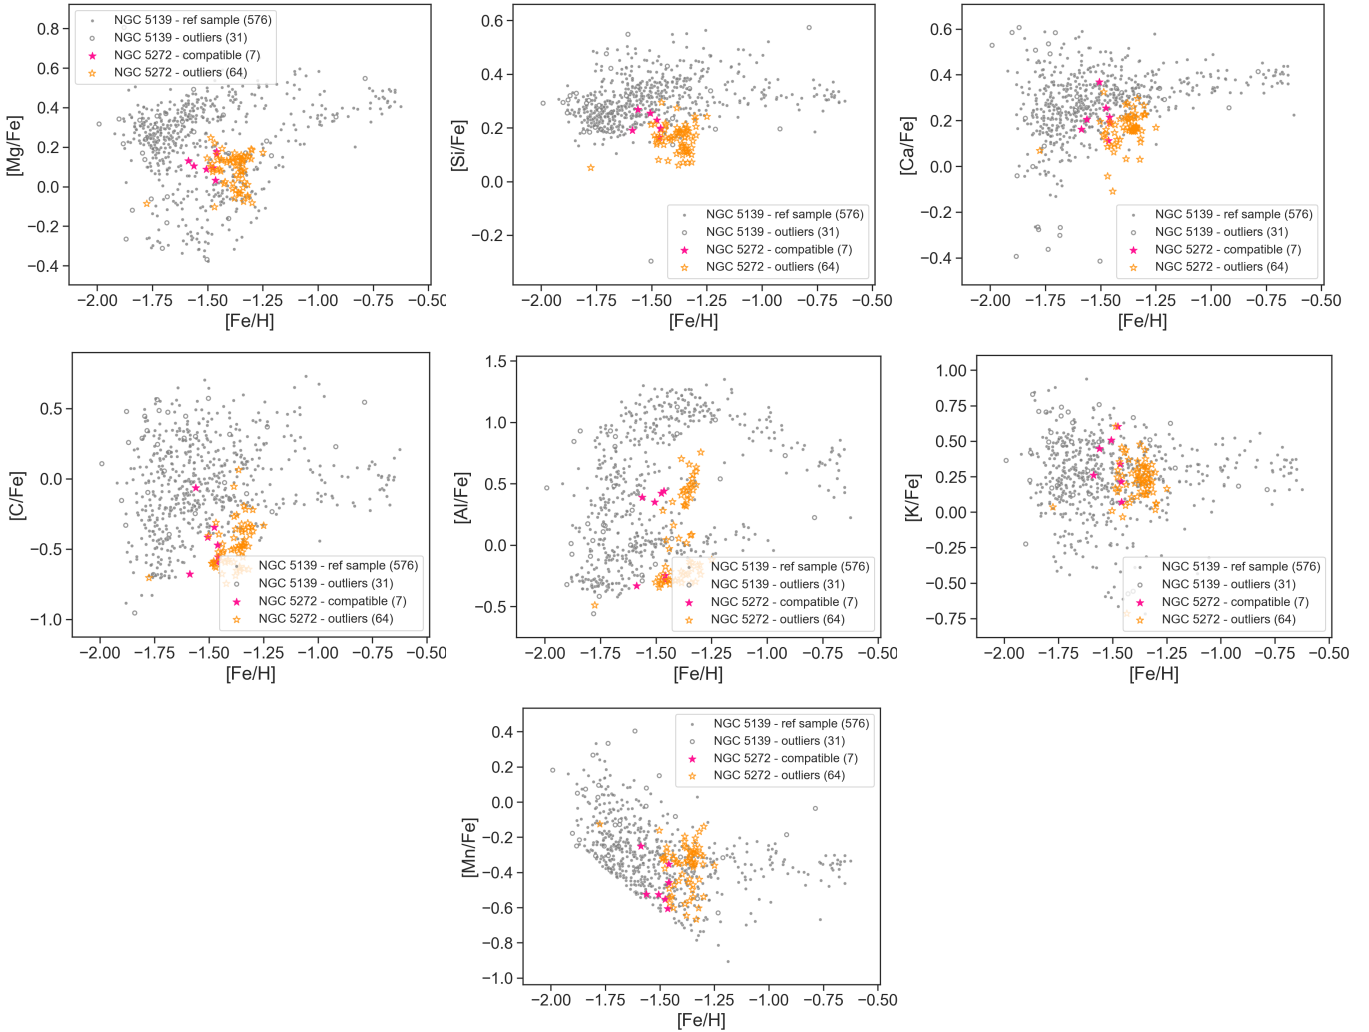 NGC 5139 - ref sample (576)
NGC 5139 - outliers (31)
NGC 5272 - compatible (7)
NGC 5272 - outliers (64)
0.8
0.6
0.4
0.2
0.0
−0.2
−0.4
[Mg/Fe]
−2.00 −1.75 −1.50 −1.25 −1.00 −0.75 −0.50
[Fe/H]
0.6
0.4
0.2
0.0
−0.2
[Si/Fe]
NGC 5139 - ref sample (576)
NGC 5139 - outliers (31)
NGC 5272 - compatible (7)
NGC 5272 - outliers (64)
−2.00 −1.75 −1.50 −1.25 −1.00 −0.75 −0.50
[Fe/H]
0.6
0.4
0.2
0.0
−0.2
−0.4
[Ca/Fe]
NGC 5139 - ref sample (576)
NGC 5139 - outliers (31)
NGC 5272 - compatible (7)
NGC 5272 - outliers (64)
−2.00 −1.75 −1.50 −1.25 −1.00 −0.75 −0.50
[Fe/H]
0.5
0.0
−0.5
−1.0
[C/Fe]
NGC 5139 - ref sample (576)
NGC 5139 - outliers (31)
NGC 5272 - compatible (7)
NGC 5272 - outliers (64)
−2.00 −1.75 −1.50 −1.25 −1.00 −0.75 −0.50
[Fe/H]
1.5
1.0
0.5
0.0
−0.5
[Al/Fe]
NGC 5139 - ref sample (576)
NGC 5139 - outliers (31)
NGC 5272 - compatible (7)
NGC 5272 - outliers (64)
−2.00 −1.75 −1.50 −1.25 −1.00 −0.75 −0.50
[Fe/H]
1.00
0.75
0.50
0.25
0.00
−0.25
−0.50
−0.75
[K/Fe]
NGC 5139 - ref sample (576)
NGC 5139 - outliers (31)
NGC 5272 - compatible (7)
NGC 5272 - outliers (64)
−2.00 −1.75 −1.50 −1.25 −1.00 −0.75 −0.50
[Fe/H]
NGC 5139 - ref sample (576)
NGC 5139 - outliers (31)
NGC 5272 - compatible (7)
NGC 5272 - outliers (64)
0.4
0.2
0.0
−0.2
−0.4
−0.6
−0.8
−1.0
[Mn/Fe]
−2.00 −1.75 −1.50 −1.25 −1.00 −0.75 −0.50
[Fe/H]